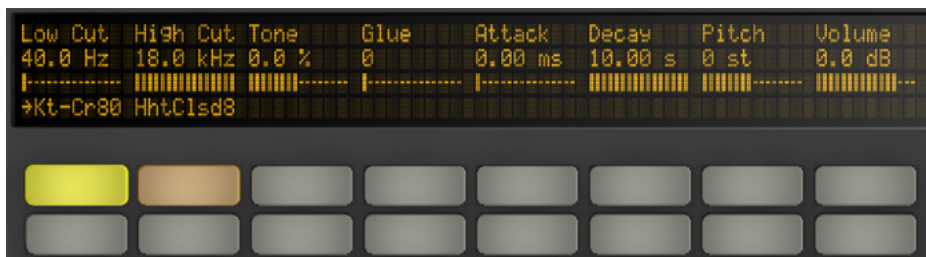 Low Cut High Cut Tone Glue Attack Decay Pitch Volume
40.0 Hz 18.0 kHz 0.0 % 0 0.00 ms 10.00 s 0 st 0.0 dB
→Kt-Cr80 HhtClsd8